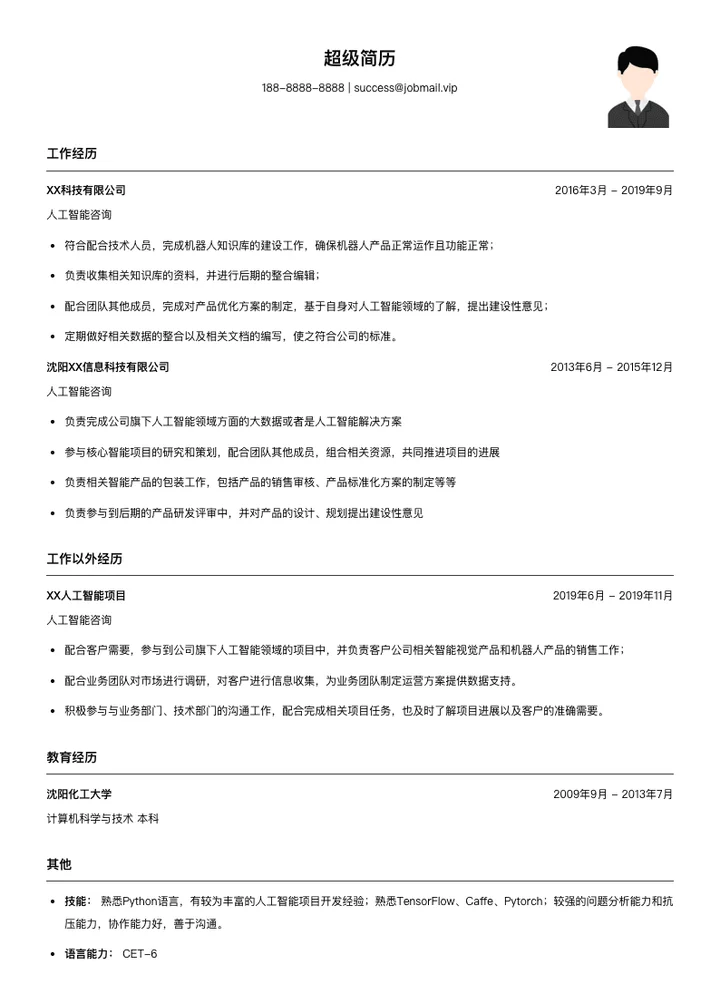 超级简历
188-8888-8888 | success@jobmail.vip
工作经历
XX科技有限公司 2016年3月 – 2019年9月
人工智能咨询
• 符合配合技术人员，完成机器人知识库的建设工作，确保机器人产品正常运作且功能正常；
• 负责收集相关知识库的资料，并进行后期的整合编辑；
• 配合团队其他成员，完成对产品优化方案的制定，基于自身对人工智能领域的了解，提出建设性意见；
• 定期做好相关数据的整合以及相关文档的编写，使之符合公司的标准。
沈阳XX信息科技有限公司 2013年6月 – 2015年12月
人工智能咨询
• 负责完成公司旗下人工智能领域方面的大数据或者是人工智能解决方案
• 参与核心智能项目的研究和策划，配合团队其他成员，组合相关资源，共同推进项目的进展
• 负责相关智能产品的包装工作，包括产品的销售审核、产品标准化方案的制定等等
• 负责参与到后期的产品研发评审中，并对产品的设计、规划提出建设性意见
工作以外经历
XX人工智能项目 2019年6月 – 2019年11月
人工智能咨询
• 配合客户需要，参与到公司旗下人工智能领域的项目中，并负责客户公司相关智能视觉产品和机器人产品的销售工作；
• 配合业务团队对市场进行调研，对客户进行信息收集，为业务团队制定运营方案提供数据支持。
• 积极参与与业务部门、技术部门的沟通工作，配合完成相关项目任务，也及时了解项目进展以及客户的准确需要。
教育经历
沈阳化工大学 2009年9月 – 2013年7月
计算机科学与技术 本科
其他
• 技能： 熟悉Python语言，有较为丰富的人工智能项目开发经验；熟悉TensorFlow、Caffe、Pytorch；较强的问题分析能力和抗
压能力，协作能力好，善于沟通。
• 语言能力： CET-6